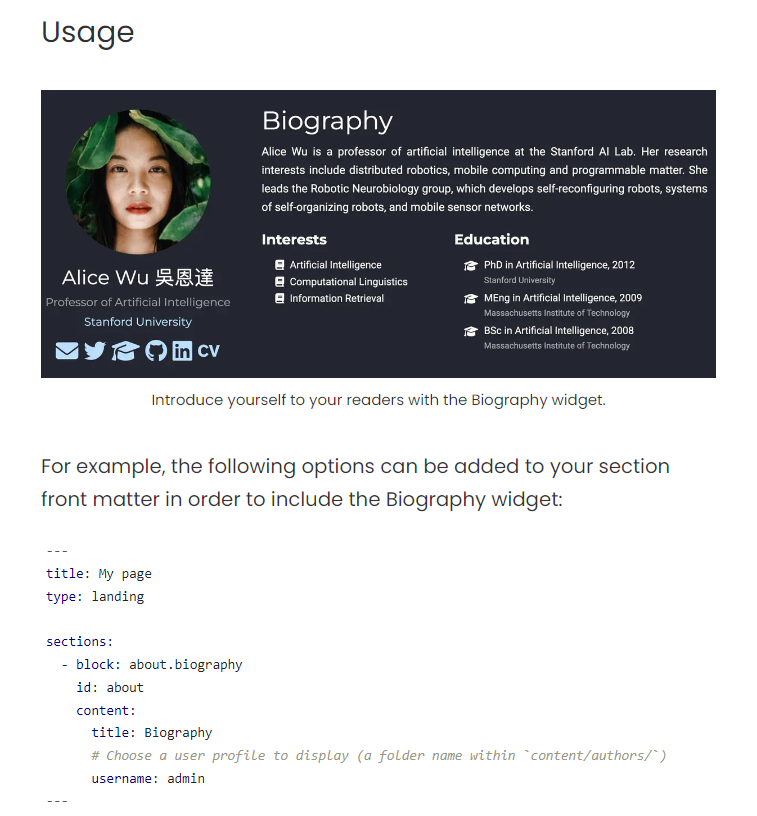 Usage
Biography
Alice Wu is a professor of artificial intelligence at the Stanford AI Lab. Her research
interests include distributed robotics, mobile computing and programmable matter. She
leads the Robotic Neurobiology group, which develops self-reconfiguring robots, systems
of self-organizing robots, and mobile sensor networks.
Alice Wu 吳恩達
Professor of Artificial Intelligence
Stanford University
CV
Interests
Artificial Intelligence
Computational Linguistics
Information Retrieval
Education
PhD in Artificial Intelligence, 2012
Stanford University
MEng in Artificial Intelligence, 2009
Massachusetts Institute of Technology
BSc in Artificial Intelligence, 2008
Massachusetts Institute of Technology
Introduce yourself to your readers with the Biography widget.
For example, the following options can be added to your section
front matter in order to include the Biography widget:
---
title: My page
type: landing
sections:
  - block: about.biography
    id: about
    content:
      title: Biography
      # Choose a user profile to display (a folder name within `content/authors/`)
      username: admin
---